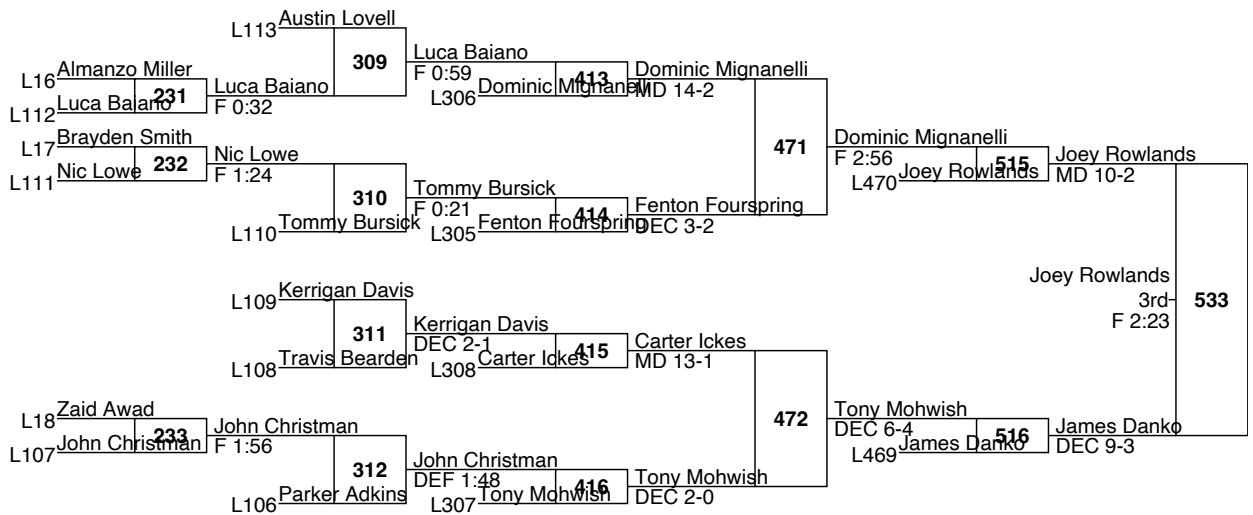 L113 Austin Lovell
309
L16 Almanzo Miller
231
L112 Luca Baiano
Luca Baiano
F 0:32
Luca Baiano
F 0:59
413
L306 Dominic Mignanelli
Dominic Mignanelli
MD 14-2
L17 Brayden Smith
232
L111 Nic Lowe
Nic Lowe
F 1:24
310
L110 Tommy Bursick
Tommy Bursick
F 0:21
414
L305 Fenton Fourspring
Fenton Fourspring
DEC 3-2
471
Dominic Mignanelli
F 2:56
515
L470 Joey Rowlands
Joey Rowlands
MD 10-2
L109 Kerrigan Davis
311
L108 Travis Bearden
Kerrigan Davis
DEC 2-1
415
L308 Carter Ickes
Carter Ickes
MD 13-1
L18 Zaid Awad
233
L107 John Christman
John Christman
F 1:56
312
L106 Parker Adkins
John Christman
DEF 1:48
416
L307 Tony Mohwish
Tony Mohwish
DEC 2-0
472
Tony Mohwish
DEC 6-4
516
L469 James Danko
James Danko
DEC 9-3
Joey Rowlands
3rd
F 2:23
533